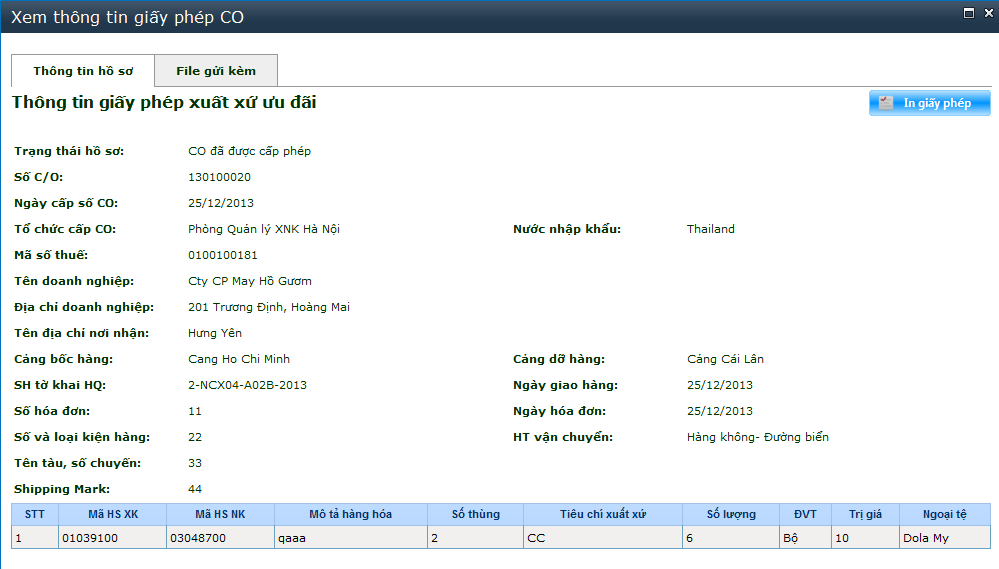 Xem thông tin giấy phép CO
Thông tin hồ sơ File gửi kèm
Thông tin giấy phép xuất xứ ưu đãi In giấy phép
Trạng thái hồ sơ: CO đã được cấp phép
Số C/O: 130100020
Ngày cấp số CO: 25/12/2013
Tổ chức cấp CO: Phòng Quản lý XNK Hà Nội Nước nhập khẩu: Thailand
Mã số thuế: 0100100181
Tên doanh nghiệp: Cty CP May Hồ Gươm
Địa chỉ doanh nghiệp: 201 Trương Định, Hoàng Mai
Tên địa chỉ nơi nhận: Hưng Yên
Cảng bốc hàng: Cang Ho Chi Minh Cảng dỡ hàng: Cảng Cái Lân
SH tờ khai HQ: 2-NCX04-A02B-2013 Ngày giao hàng: 25/12/2013
Số hóa đơn: 11 Ngày hóa đơn: 25/12/2013
Số và loại kiện hàng: 22 HT vận chuyển: Hàng không- Đường biển
Tên tàu, số chuyến: 33
Shipping Mark: 44
STT Mã HS XK Mã HS NK Mô tả hàng hóa Số thùng Tiêu chí xuất xứ Số lượng ĐVT Trị giá Ngoại tệ
1 01039100 03048700 qaaa 2 CC 6 Bộ 10 Dola My